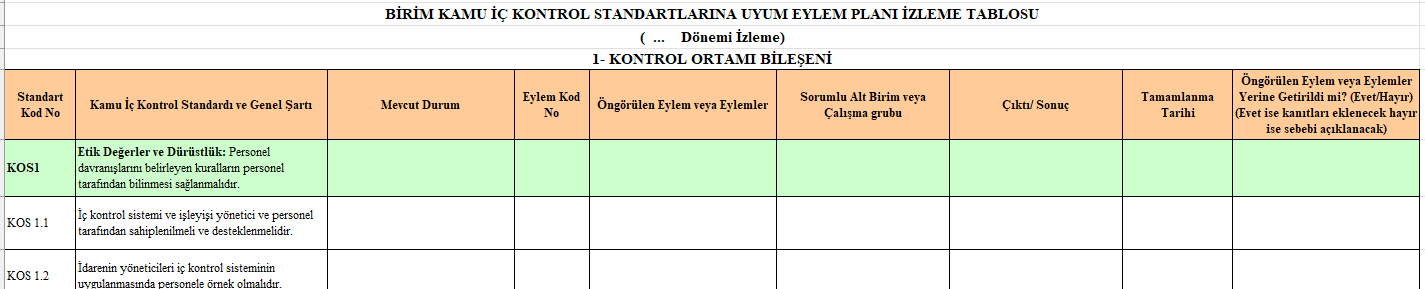 BİRİM KAMU İÇ KONTROL STANDARTLARINA UYUM EYLEM PLANI İZLEME TABLOSU
( ... Dönemi İzleme)
1- KONTROL ORTAMI BİLEŞENİ
Standart
Kod No
Kamu İç Kontrol Standardı ve Genel Şartı
Mevcut Durum
Eylem Kod
No
Öngörülen Eylem veya Eylemler
Sorumlu Alt Birim veya
Çalışma grubu
Çıktı/ Sonuç
Tamamlanma
Tarihi
Öngörülen Eylem veya Eylemler
Yerine Getirildi mi? (Evet/Hayır)
(Evet ise kanıtları eklenecek hayır
ise sebebi açıklanacak)
KOS1
Etik Değerler ve Dürüstlük: Personel
davranışlarını belirleyen kuralların personel
tarafından bilinmesi sağlanmalıdır.
KOS 1.1
İç kontrol sistemi ve işleyişi yönetici ve personel
tarafından sahiplenilmeli ve desteklenmelidir.
KOS 1.2
İdarenin yöneticileri iç kontrol sisteminin
uygulanmasında personele örnek olmalıdır.